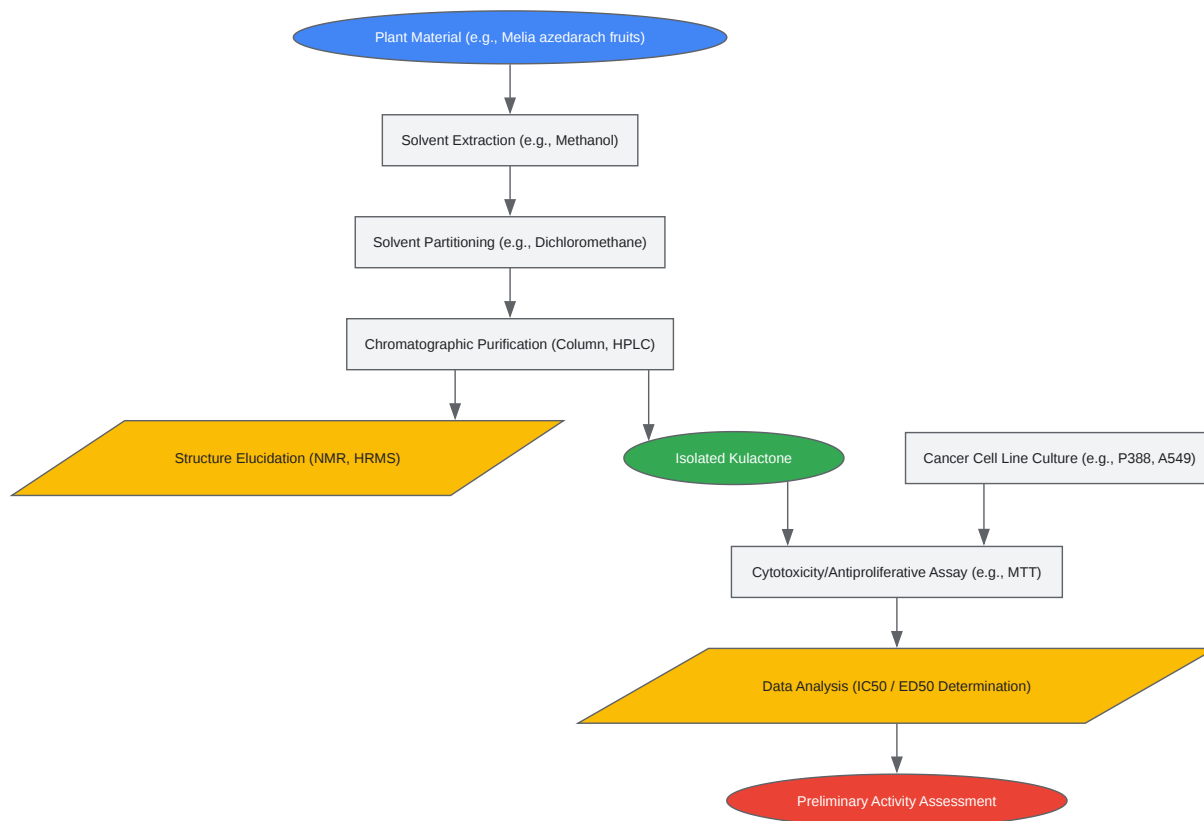 Plant Material (e.g., Melia azedarach fruits)
Solvent Extraction (e.g., Methanol)
Solvent Partitioning (e.g., Dichloromethane)
Chromatographic Purification (Column, HPLC)
Structure Elucidation (NMR, HRMS)
Isolated Kulactone
Cancer Cell Line Culture (e.g., P388, A549)
Cytotoxicity/Antiproliferative Assay (e.g., MTT)
Data Analysis (IC50 / ED50 Determination)
Preliminary Activity Assessment